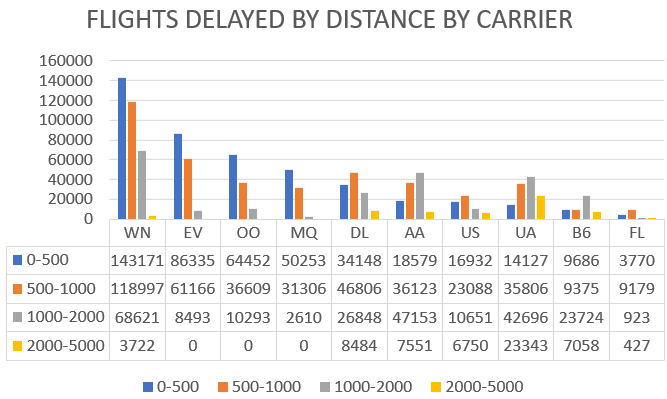 FLIGHTS DELAYED BY DISTANCE BY CARRIER
160000
140000
120000
100000
80000
60000
40000
20000
0
WN EV OO MQ DL AA US UA B6 FL
0-500 143171 86335 64452 50253 34148 18579 16932 14127 9686 3770
500-1000 118997 61166 36609 31306 46806 36123 23088 35806 9375 9179
1000-2000 68621 8493 10293 2610 26848 47153 10651 42696 23724 923
2000-5000 3722 0 0 0 8484 7551 6750 23343 7058 427
0-500 500-1000 1000-2000 2000-5000